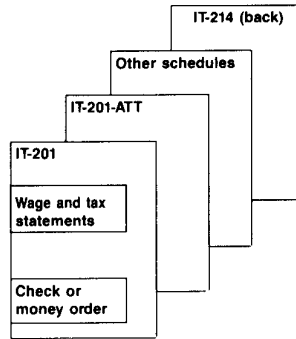 IT-214 (back)
Other schedules
IT-201-ATT
IT-201
Wage and tax
statements
Check or
money order